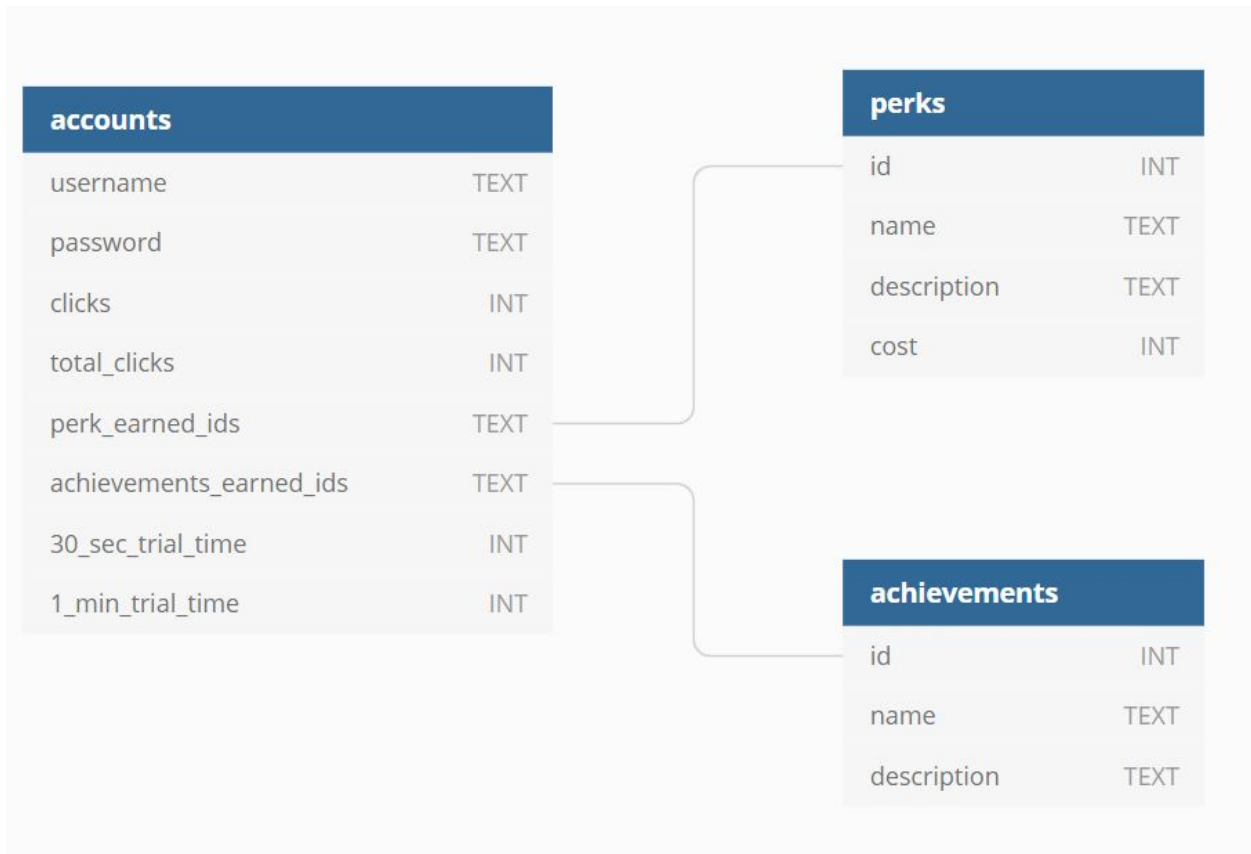 accounts
username TEXT
password TEXT
clicks INT
total_clicks INT
perk_earned_ids TEXT
achievements_earned_ids TEXT
30_sec_trial_time INT
1_min_trial_time INT
perks
id INT
name TEXT
description TEXT
cost INT
achievements
id INT
name TEXT
description TEXT